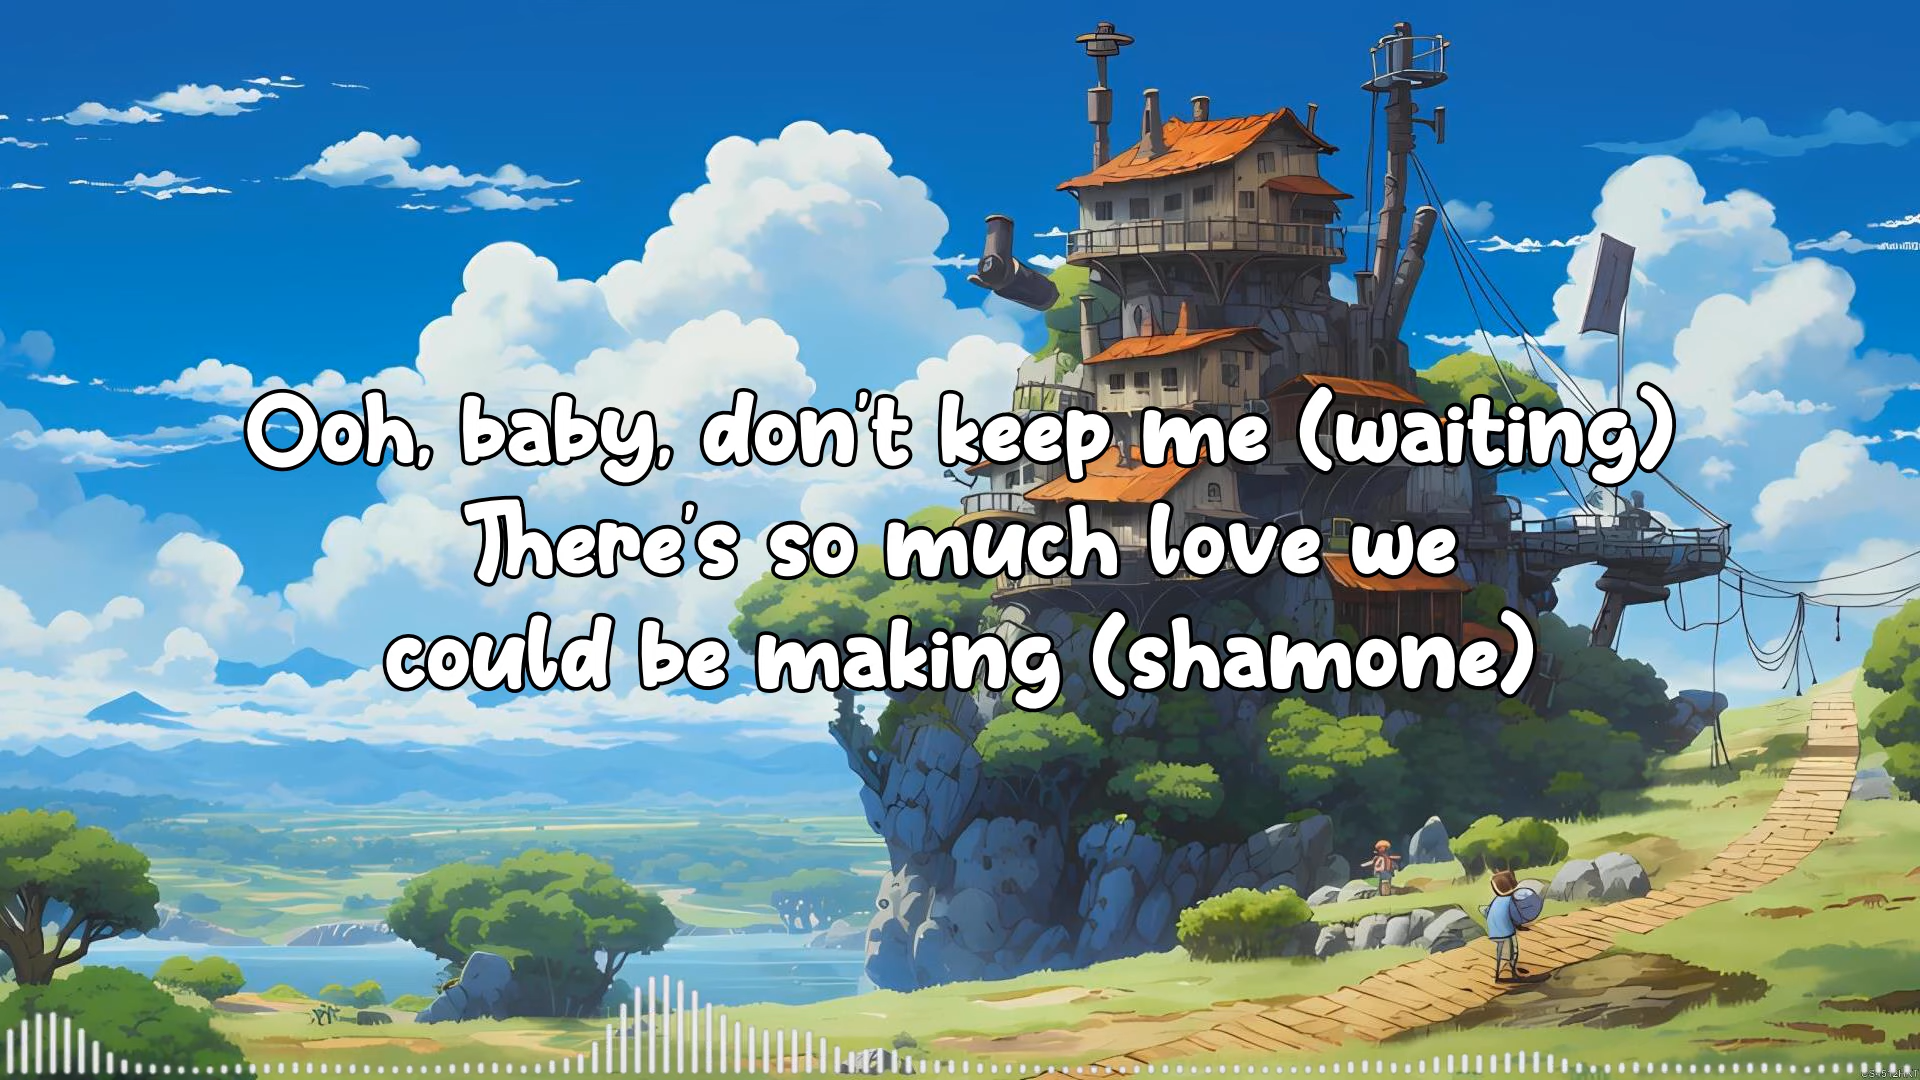 Ooh, baby, don't keep me (waiting)
There's so much love we
could be making (shamone)